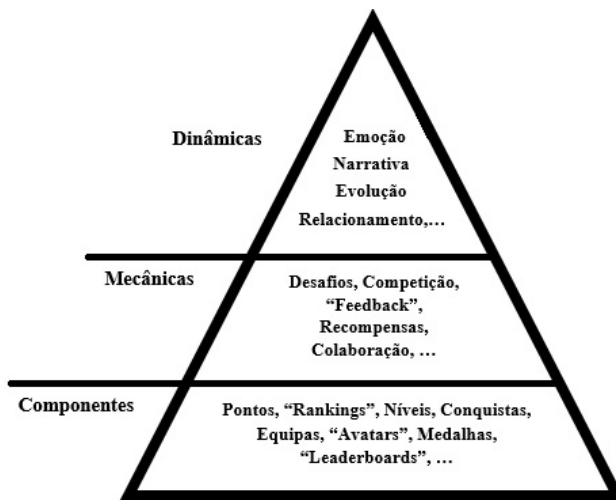 Dinâmicas
Emoção
Narrativa
Evolução
Relacionamento,...
Mecânicas
Desafios, Competição,
“Feedback”,
Recompensas,
Colaboração, ...
Componentes
Pontos, “Rankings”, Níveis, Conquistas,
Equipas, “Avatars”, Medalhas,
“Leaderboards”, ...